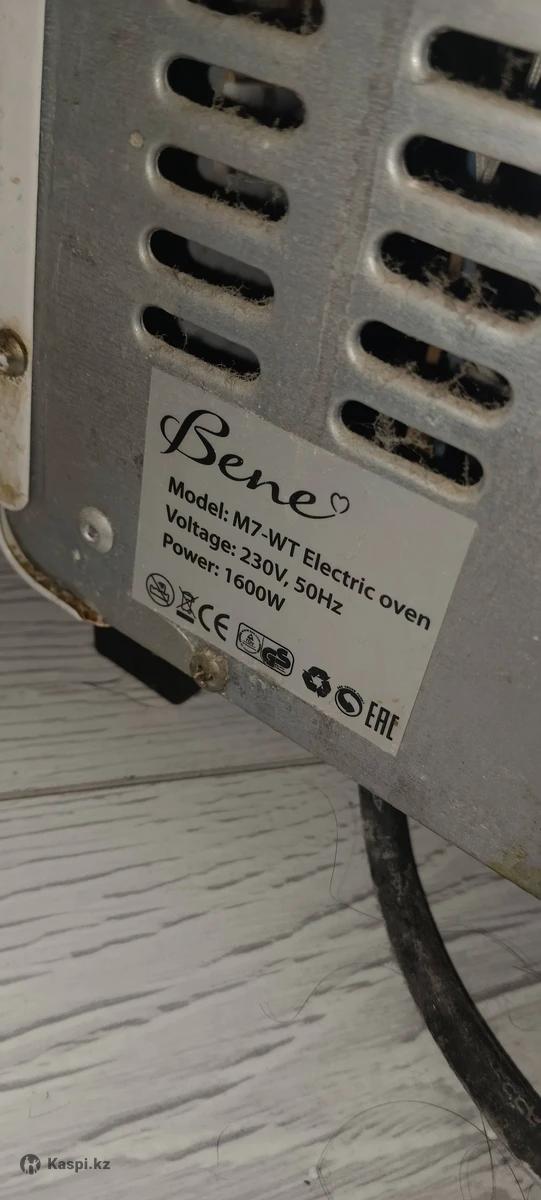 Bene
Model: M7-WT Electric oven
Voltage: 230V, 50Hz
Power: 1600W
CE
EAC
Kaspi.kz